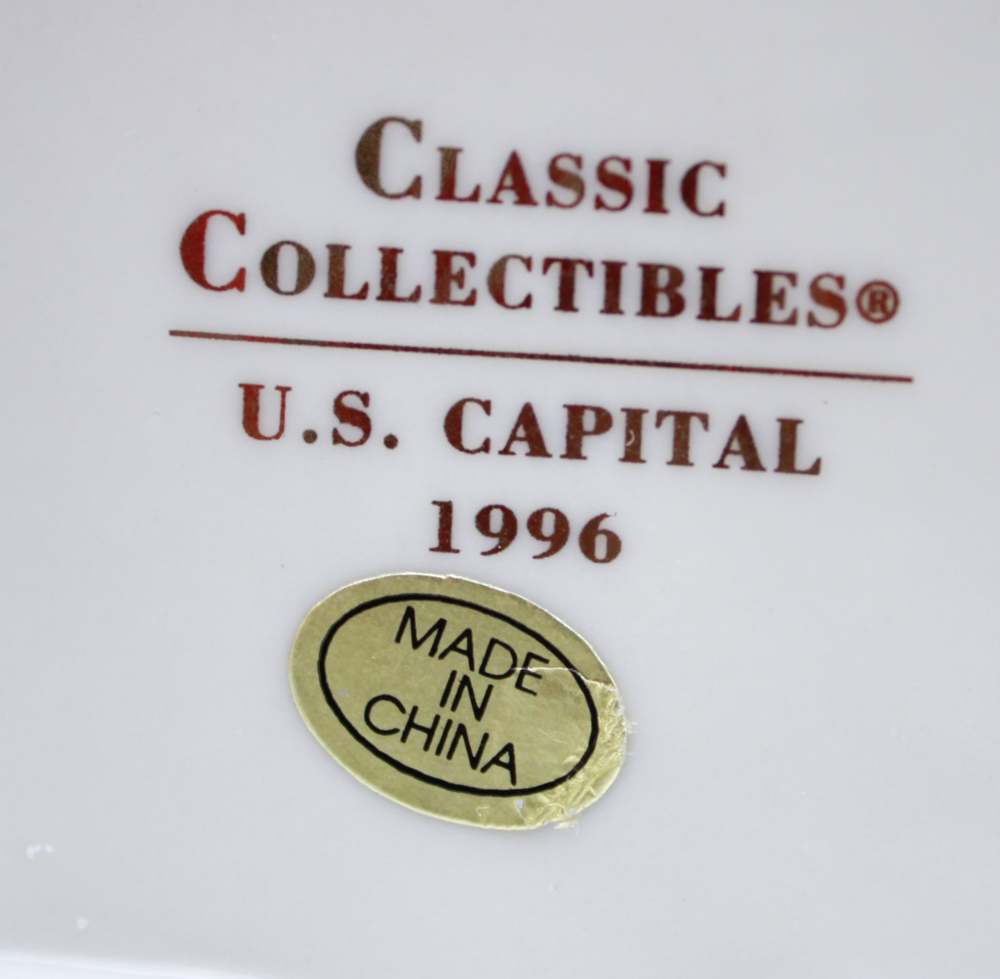 CLASSIC
COLLECTIBLES®
U.S. CAPITAL
1996
MADE
IN
CHINA